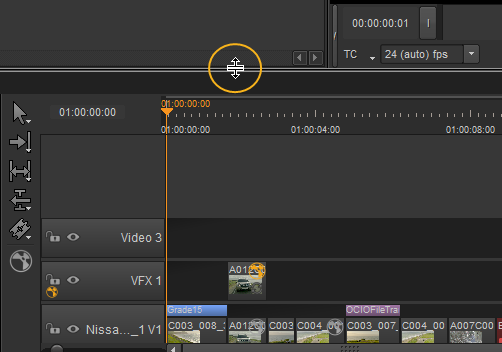 00:00:00:01
TC
24 (auto) fps
01:00:00:00
01:00:00:00
01:00:00:00
01:00:04:00
01:00:08:00
Video 3
VFX 1
A012C
Grade15
OCIOFileTra
Nissa..._1 V1
C003_008_
A012C
C003
C004_00
C003_007_
C004_00
A007C00